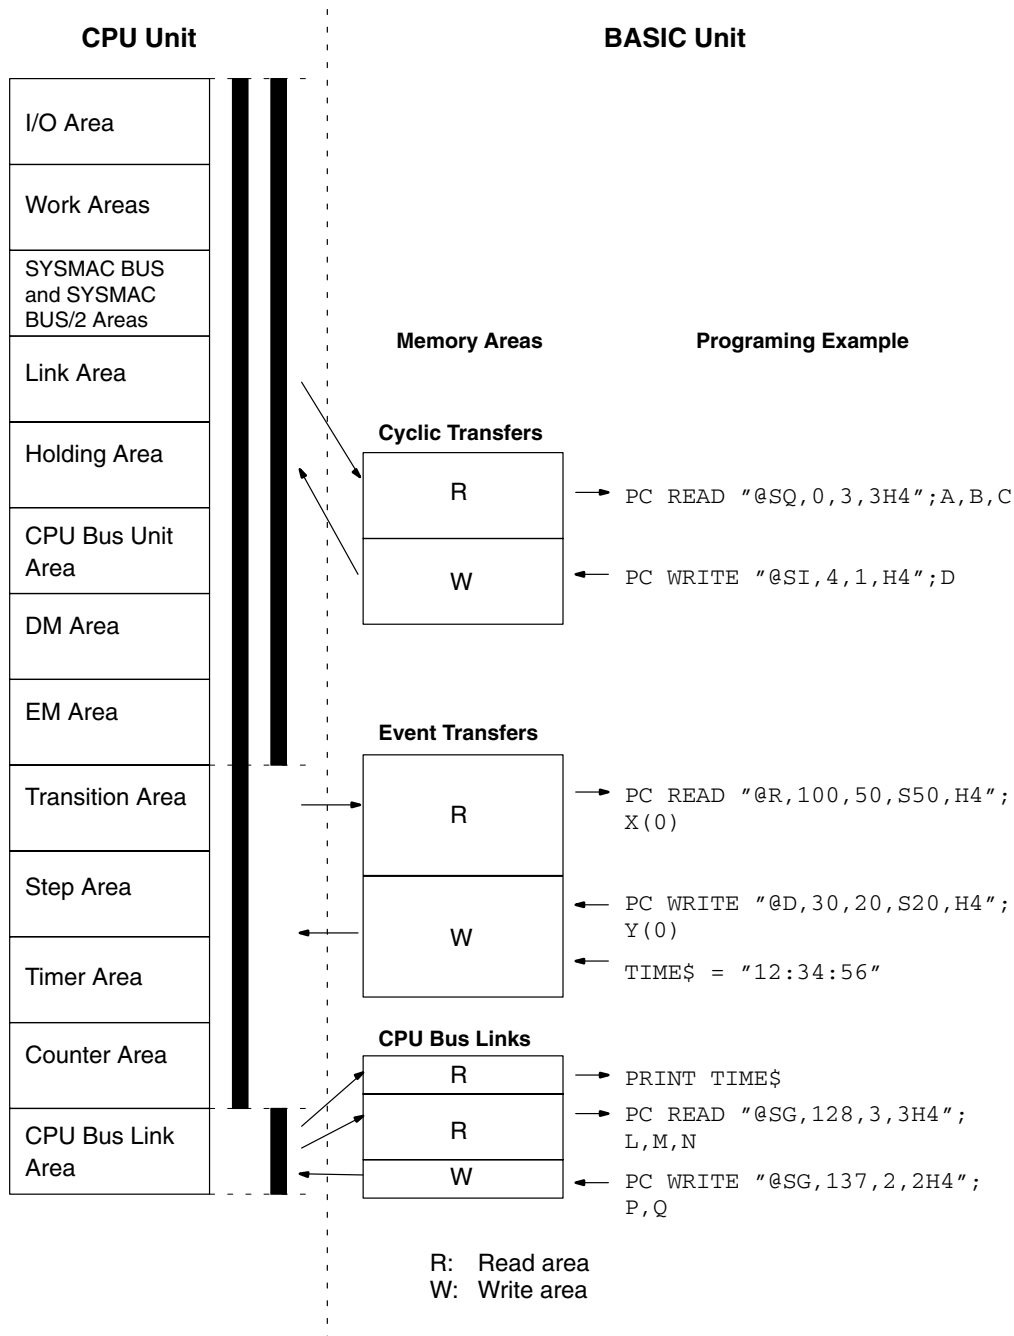 CPU Unit
BASIC Unit
I/O Area
Work Areas
SYSMAC BUS
and SYSMAC
BUS/2 Areas
Link Area
Holding Area
CPU Bus Unit
Area
DM Area
EM Area
Transition Area
Step Area
Timer Area
Counter Area
CPU Bus Link
Area
Memory Areas
Programing Example
Cyclic Transfers
R
PC READ "@SQ,0,3,3H4";A,B,C
W
PC WRITE "@SI,4,1,H4";D
Event Transfers
R
PC READ "@R,100,50,S50,H4";
X(0)
W
PC WRITE "@D,30,20,S20,H4";
Y(0)
TIME$ = "12:34:56"
CPU Bus Links
R
PRINT TIME$
R
PC READ "@SG,128,3,3H4";
L,M,N
W
PC WRITE "@SG,137,2,2H4";
P,Q
R: Read area
W: Write area